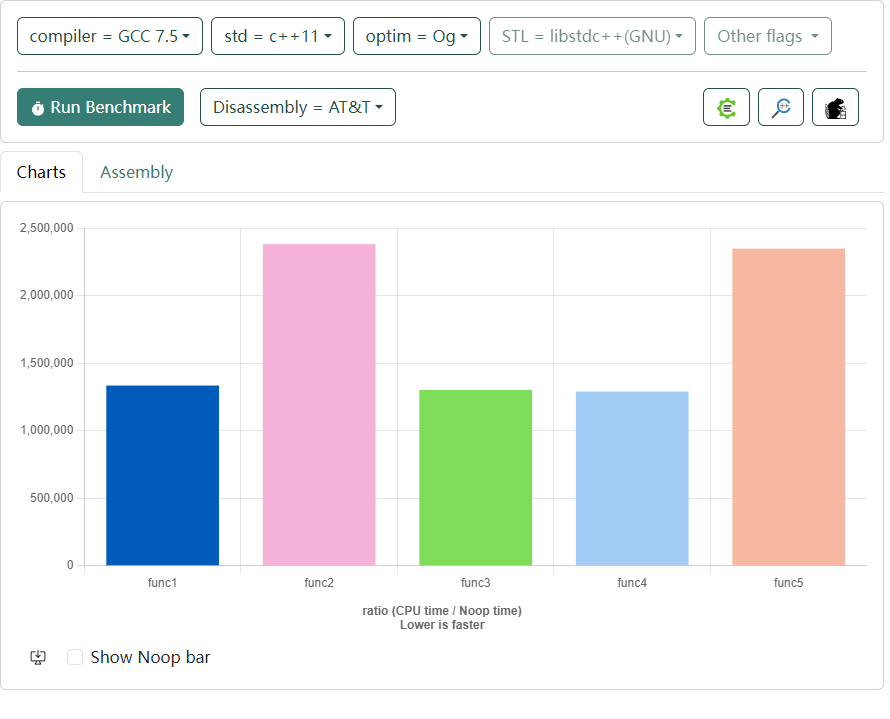 compiler = GCC 7.5 std = c++11 optim = Og STL = libstdc++(GNU) Other flags
Run Benchmark Disassembly = AT&T
Charts Assembly
2,500,000
2,000,000
1,500,000
1,000,000
500,000
0
func1 func2 func3 func4 func5
ratio (CPU time / Noop time)
Lower is faster
Show Noop bar